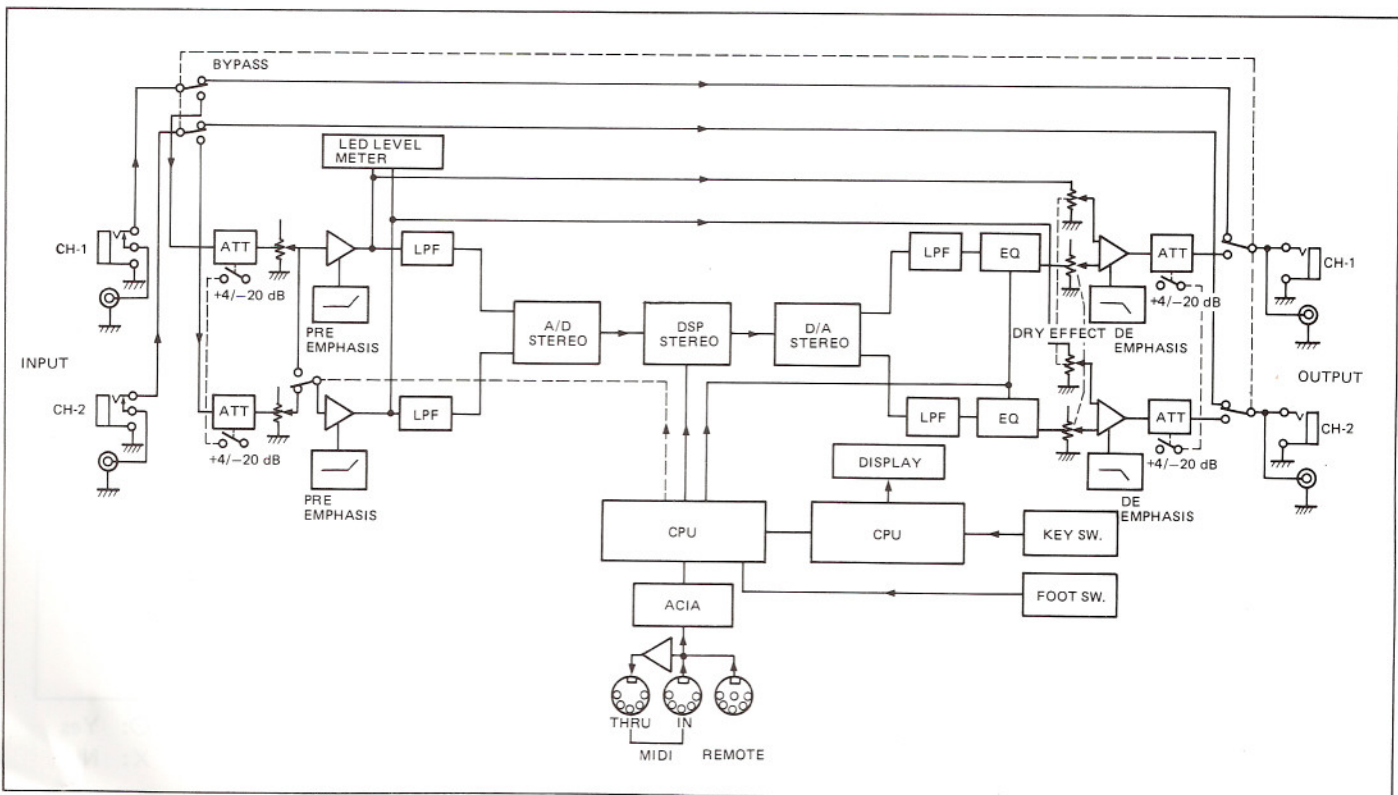 BYPASS
LED LEVEL
METER
CH-1
ATT
LPF
+4/−20 dB
PRE
EMPHASIS
INPUT
CH-2
ATT
LPF
+4/−20 dB
PRE
EMPHASIS
A/D
STEREO
DSP
STEREO
D/A
STEREO
LPF
EQ
LPF
EQ
DRY EFFECT
ATT
+4/−20 dB
DE
EMPHASIS
CH-1
OUTPUT
ATT
+4/−20 dB
DE
EMPHASIS
CH-2
DISPLAY
CPU
CPU
KEY SW.
FOOT SW.
ACIA
THRU
IN
MIDI
REMOTE